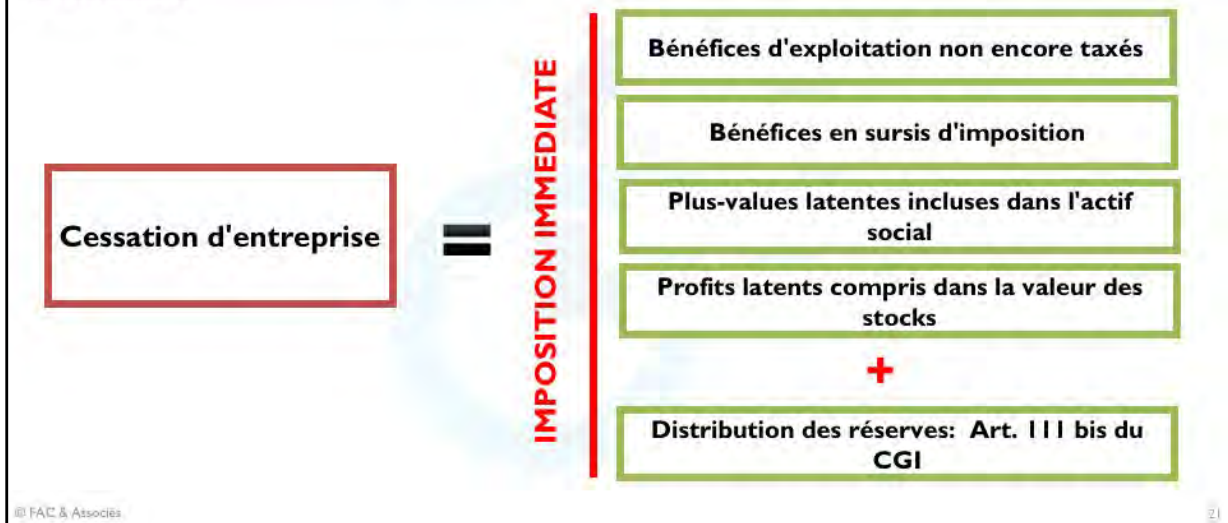 Cessation d'entreprise
=
IMPOSITION IMMEDIATE
Bénéfices d'exploitation non encore taxés
Bénéfices en sursis d'imposition
Plus-values latentes incluses dans l'actif
social
Profits latents compris dans la valeur des
stocks
+
Distribution des réserves: Art. 111 bis du
CGI
© FAC & Associés
21